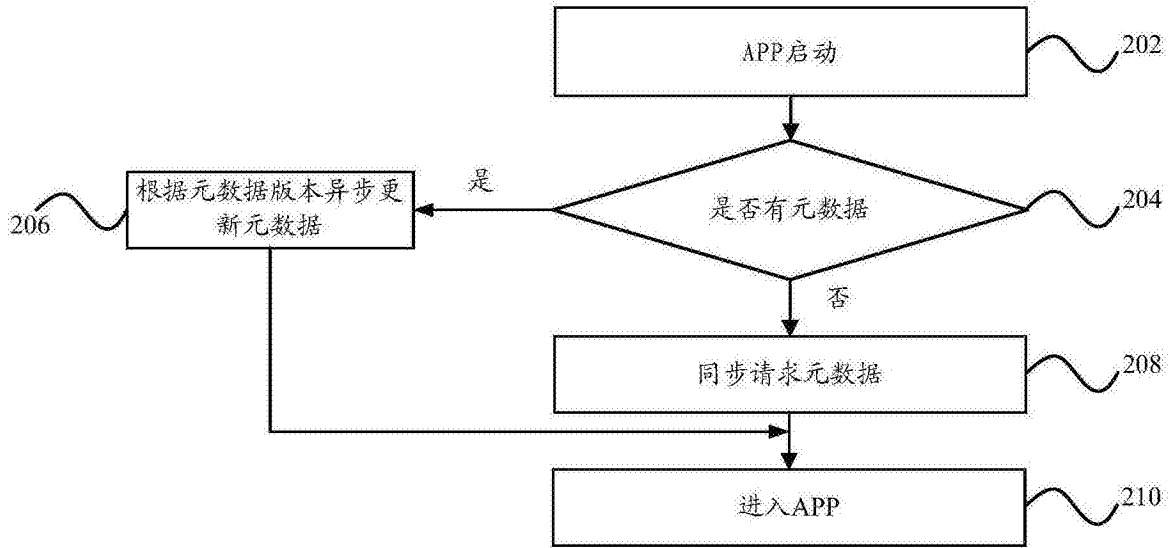 APP启动
202
是否有元数据
204
是
根据元数据版本异步更
新元数据
206
否
同步请求元数据
208
进入APP
210